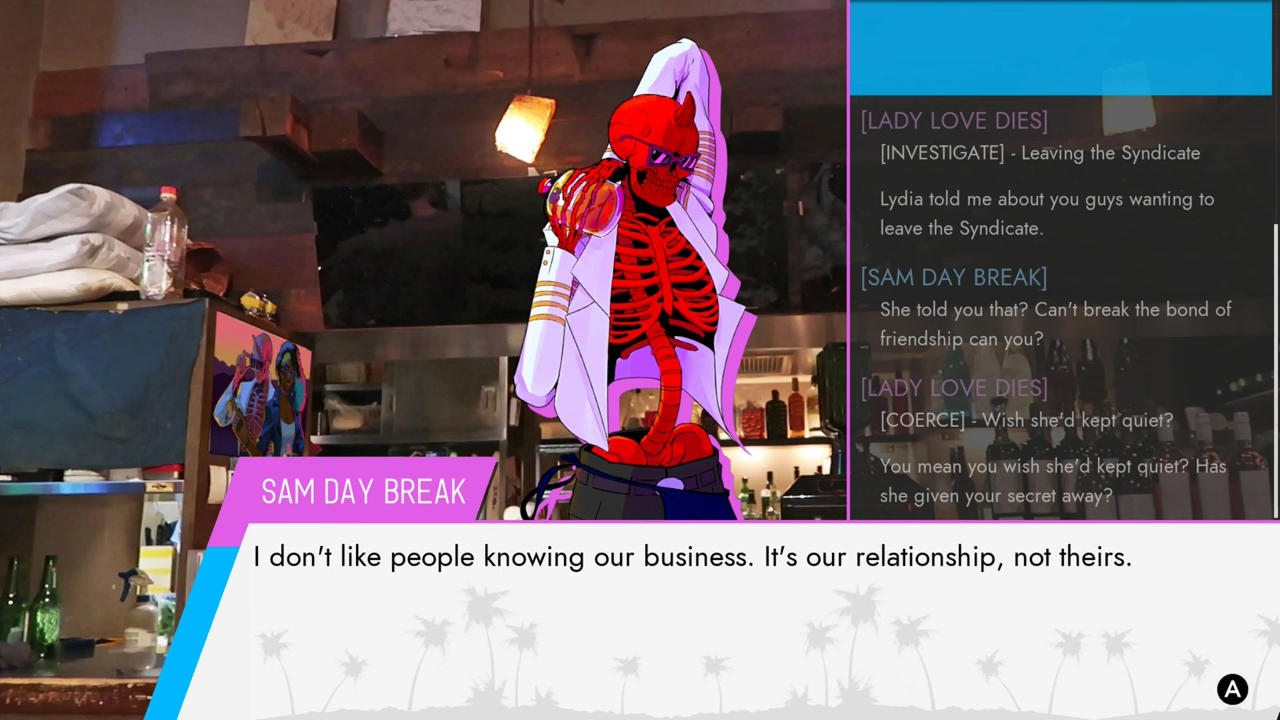 [LADY LOVE DIES]
[INVESTIGATE] - Leaving the Syndicate
Lydia told me about you guys wanting to
leave the Syndicate.
[SAM DAY BREAK]
She told you that? Can't break the bond of
friendship can you?
[LADY LOVE DIES]
[COERCE] - Wish she'd kept quiet?
You mean you wish she'd kept quiet? Has
she given your secret away?
SAM DAY BREAK
I don't like people knowing our business. It's our relationship, not theirs.
A